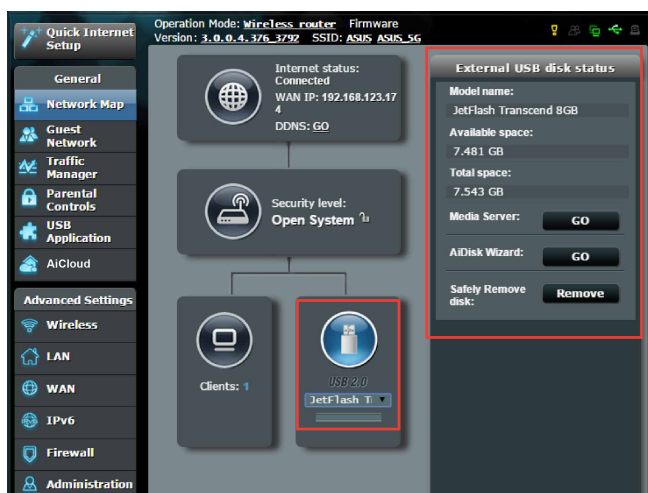 Quick Internet
Setup
Operation Mode: Wireless router Firmware
Version: 3.0.0.4.376_3792 SSID: ASUS ASUS_5G
General
Network Map
Guest
Network
Traffic
Manager
Parental
Controls
USB
Application
AiCloud
Advanced Settings
Wireless
LAN
WAN
IPv6
Firewall
Administration
Internet status:
Connected
WAN IP: 192.168.123.17
4
DDNS: GO
Security level:
Open System
Clients: 1
USB 2.0
JetFlash T
External USB disk status
Model name:
JetFlash Transcend 8GB
Available space:
7.481 GB
Total space:
7.543 GB
Media Server: GO
AiDisk Wizard: GO
Safely Remove
disk: Remove